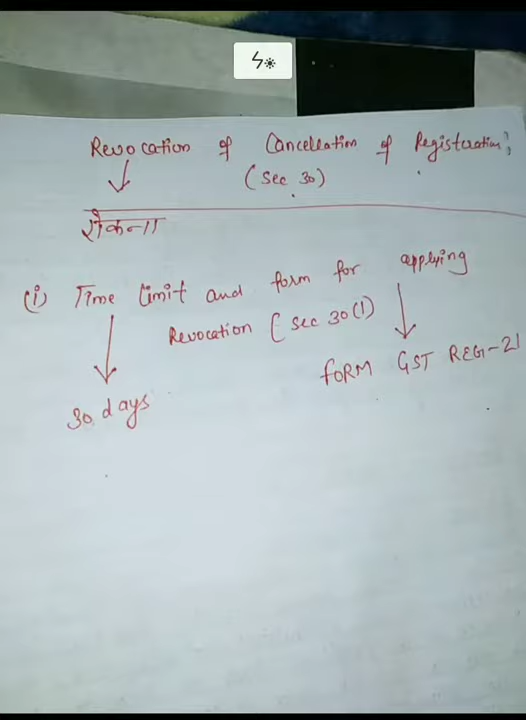 Revocation of Cancellation of Registration:
(Sec 30)
रोकना
(i) Time limit and form for applying
Revocation (Sec 30(1)
FORM GST REG-21
30 days